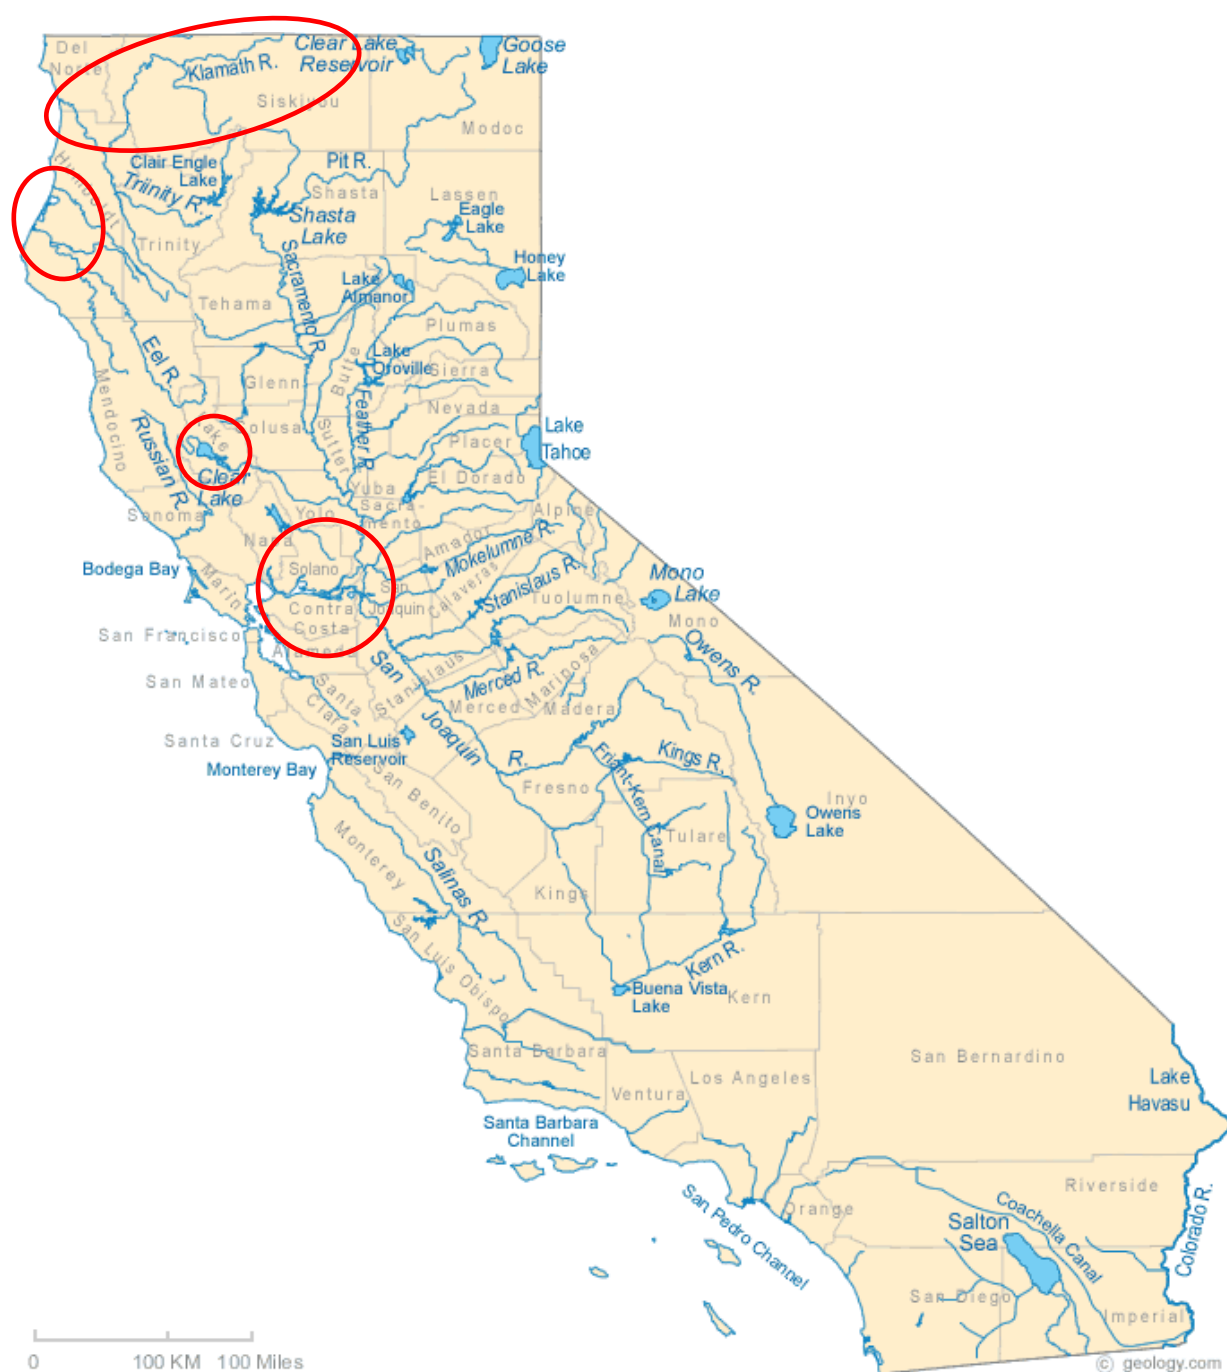 Del
Norte
Klamath R.
Clear Lake
Reservoir
Goose
Lake
Siskiyou
Modoc
Humboldt
Clair Engle
Lake
Triinity R.
Pit R.
Shasta
Lassen
Eagle
Lake
Shasta
Lake
Trinity
Honey
Lake
Sacramento R.
Lake
Almanor
Tehama
Plumas
Eel R.
Lake
Oroville
Butte
Sierra
Glenn
Mendocino
Feather R.
Nevada
Lake
Colusa
Sutter
Placer
Lake
Tahoe
Russian R.
Clear
Lake
Yuba
El Dorado
Sonoma
Yolo
Sacra-
mento
Alpine
Napa
Amador
Mokelumne R.
Bodega Bay
Marin
Solano
San
Joaquin
Calaveras
Stanislaus R.
Tuolumne
Mono
Lake
Mono
Contra
Costa
San Francisco
Alameda
San
Joaquin
R.
Stanislaus
Merced R.
Mariposa
Owens R.
San Mateo
Santa
Clara
Merced
Madera
Santa Cruz
San Luis
Reservoir
Monterey Bay
San Benito
Friant-Kern Canal
Kings R.
Fresno
Inyo
Owens
Lake
Monterey
Salinas R.
Tulare
Kings
San Luis Obispo
Kern R.
Buena Vista
Lake
Kern
Santa Barbara
San Bernardino
Los Angeles
Ventura
Lake
Havasu
Santa Barbara
Channel
San Pedro Channel
Orange
Riverside
Coachella Canal
Colorado R.
Salton
Sea
San Diego
Imperial
0 100 KM 100 Miles
© geology.com